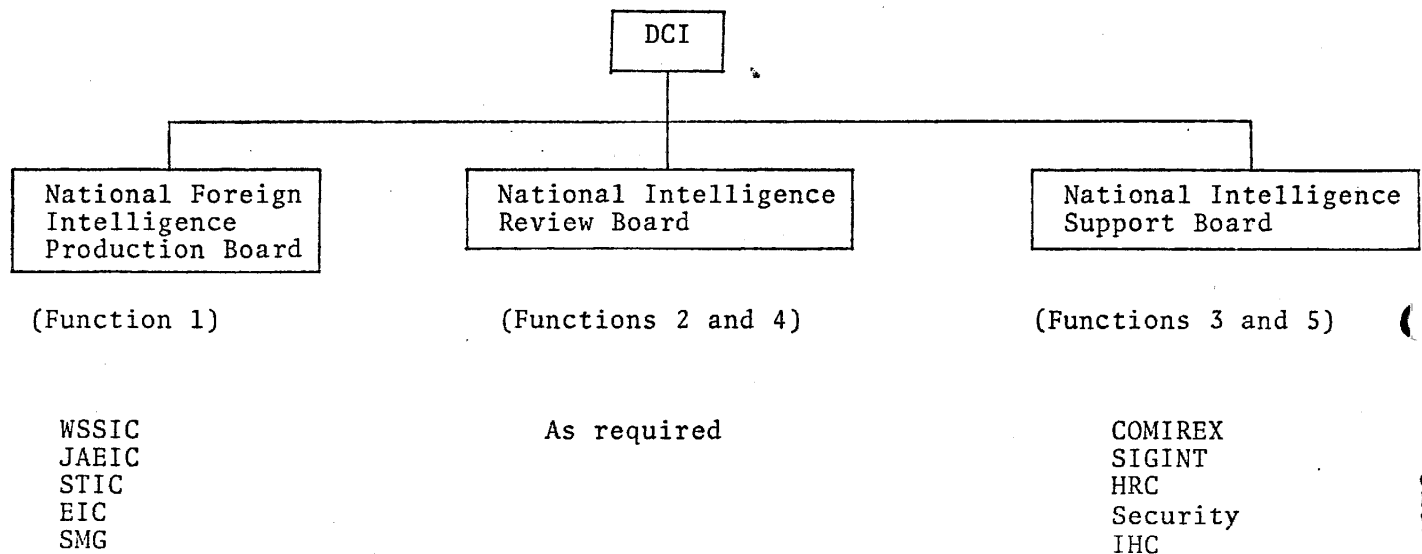 DCI
National Foreign
Intelligence
Production Board
National Intelligence
Review Board
National Intelligence
Support Board
(Function 1)
(Functions 2 and 4)
(Functions 3 and 5)
WSSIC
JAEIC
STIC
EIC
SMG
As required
COMIREX
SIGINT
HRC
Security
IHC